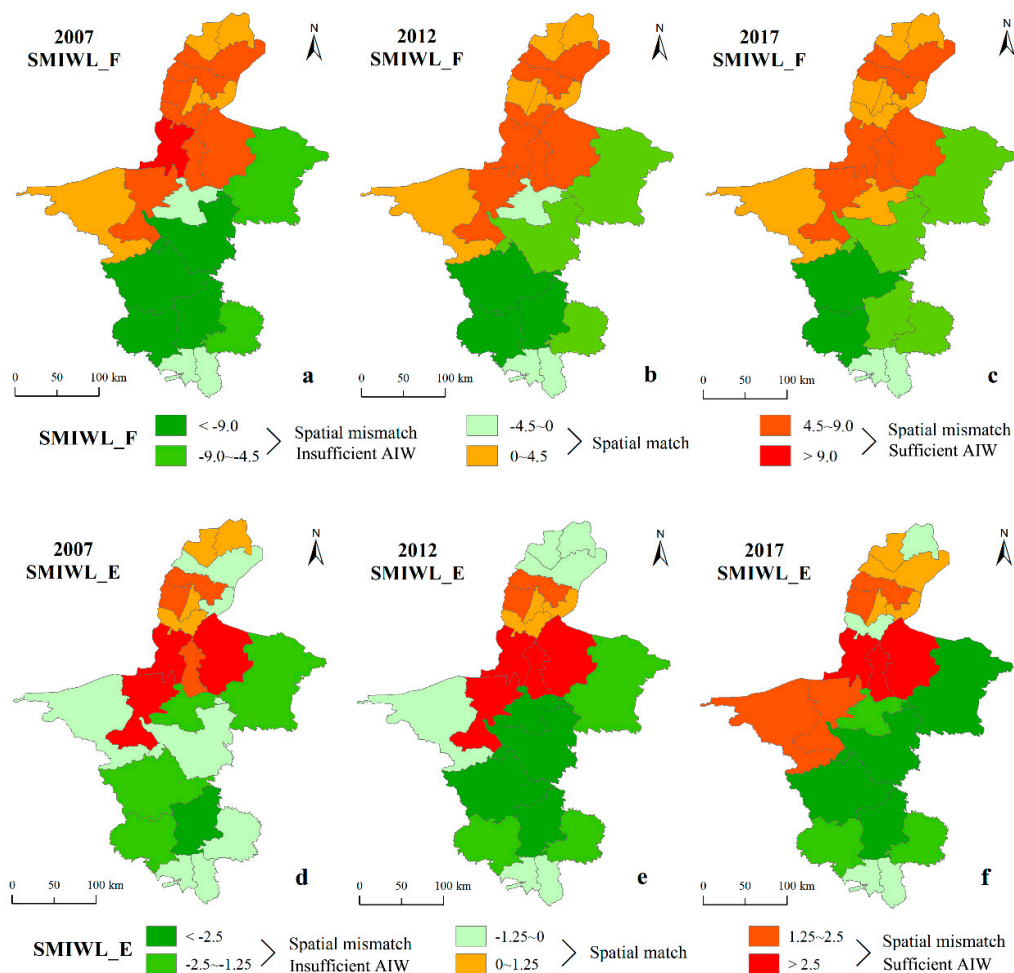 2007
SMIWL_F
N
0 50 100 km
a
2012
SMIWL_F
N
0 50 100 km
b
2017
SMIWL_F
N
0 50 100 km
c
SMIWL_F
< -9.0
-9.0~-4.5
Spatial mismatch
Insufficient AIW
-4.5~0
0~4.5
Spatial match
4.5~9.0
> 9.0
Spatial mismatch
Sufficient AIW
2007
SMIWL_E
N
0 50 100 km
d
2012
SMIWL_E
N
0 50 100 km
e
2017
SMIWL_E
N
0 50 100 km
f
SMIWL_E
< -2.5
-2.5~-1.25
Spatial mismatch
Insufficient AIW
-1.25~0
0~1.25
Spatial match
1.25~2.5
> 2.5
Spatial mismatch
Sufficient AIW